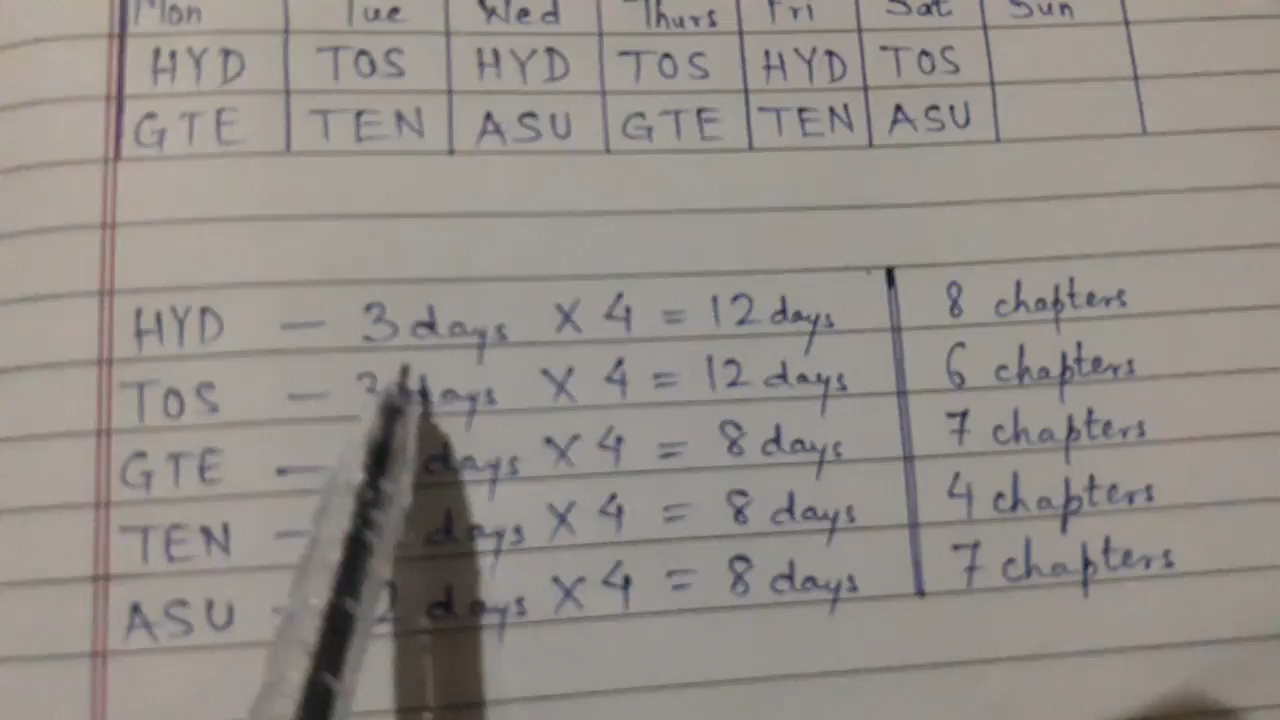 Mon Tue Wed Thurs Fri Sat Sun
HYD TOS HYD TOS HYD TOS
GTE TEN ASU GTE TEN ASU
HYD - 3 days X 4 = 12 days 8 chapters
TOS - 3 days X 4 = 12 days 6 chapters
GTE - days X 4 = 8 days 7 chapters
TEN - days X 4 = 8 days 4 chapters
ASU - 2 days X 4 = 8 days 7 chapters